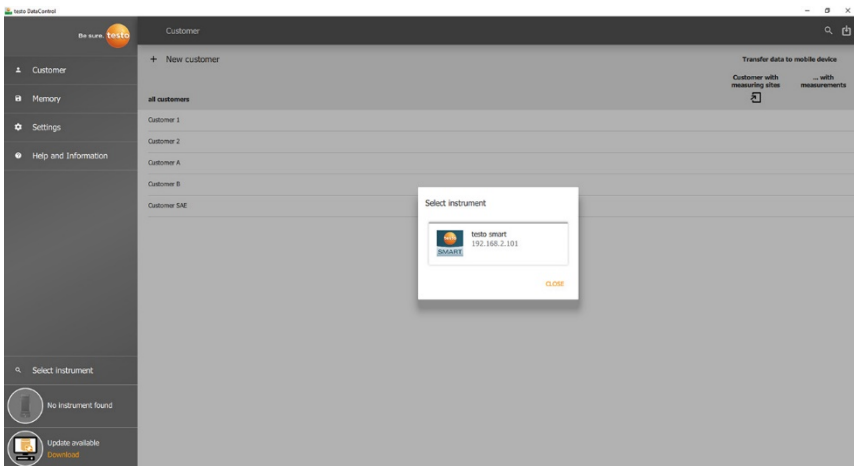 testo DataControl
Be sure. testo
Customer
Memory
Settings
Help and Information
Select instrument
No instrument found
Update available
Download
Customer
+ New customer
Transfer data to mobile device
Customer with
measuring sites
... with
measurements
all customers
Customer 1
Customer 2
Customer A
Customer B
Customer SAE
Select instrument
testo
SMART
testo smart
192.168.2.101
CLOSE